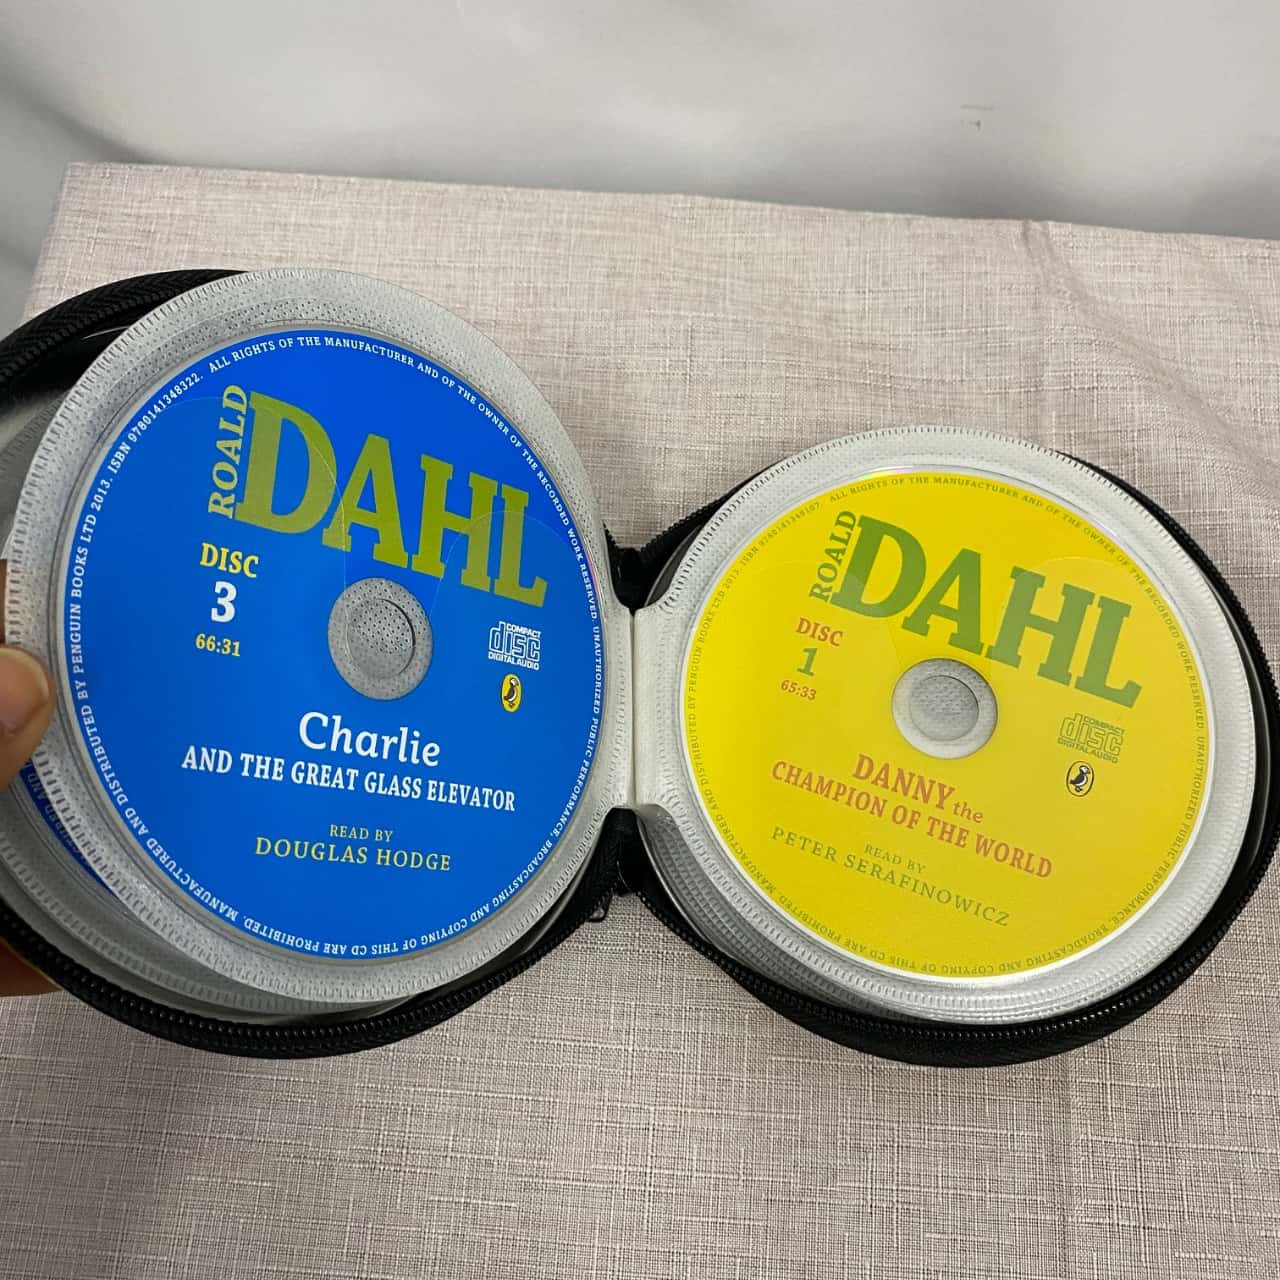 ROALD
DAHL
DISC
3
66:31
COMPACT
disc
DIGITAL AUDIO
Charlie
AND THE GREAT GLASS ELEVATOR
READ BY
DOUGLAS HODGE
MANUFACTURED AND DISTRIBUTED BY PENGUIN BOOKS LTD 2013. ISBN 9780141348322. ALL RIGHTS OF THE MANUFACTURER AND OF THE OWNER OF THE RECORDED WORK RESERVED. UNAUTHORIZED PUBLIC PERFORMANCE, BROADCASTING AND COPYING OF THIS CD ARE PROHIBITED.
ROALD
DAHL
DISC
1
65:33
COMPACT
disc
DIGITAL AUDIO
DANNY the
CHAMPION OF THE WORLD
READ BY
PETER SERAFINOWICZ
MANUFACTURED AND DISTRIBUTED BY PENGUIN BOOKS LTD 2013. ISBN ALL RIGHTS OF THE MANUFACTURER AND OF THE OWNER OF THE RECORDED WORK RESERVED. UNAUTHORIZED PUBLIC PERFORMANCE, BROADCASTING AND COPYING OF THIS CD ARE PROHIBITED.